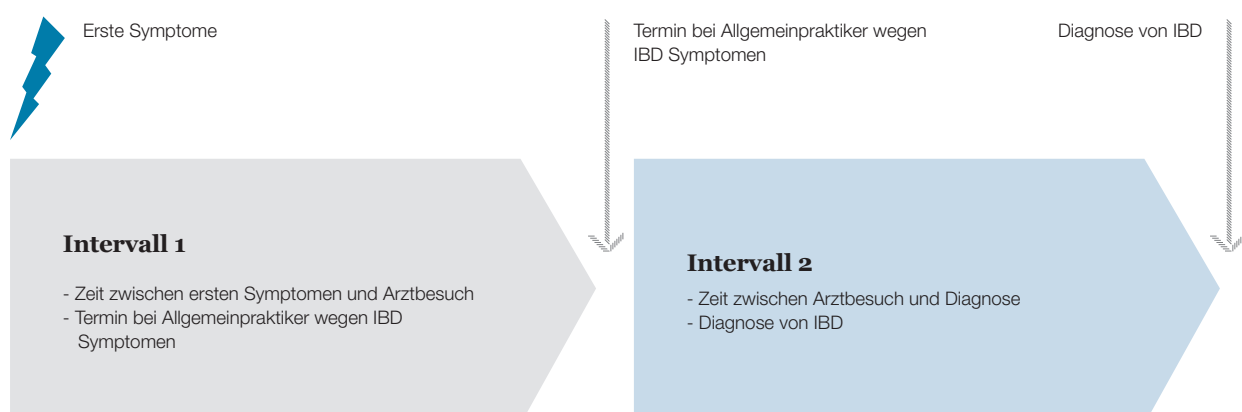 Erste Symptome
Termin bei Allgemeinpraktiker wegen
IBD Symptomen
Diagnose von IBD
Intervall 1
- Zeit zwischen ersten Symptomen und Arztbesuch
- Termin bei Allgemeinpraktiker wegen IBD
Symptomen
Intervall 2
- Zeit zwischen Arztbesuch und Diagnose
- Diagnose von IBD